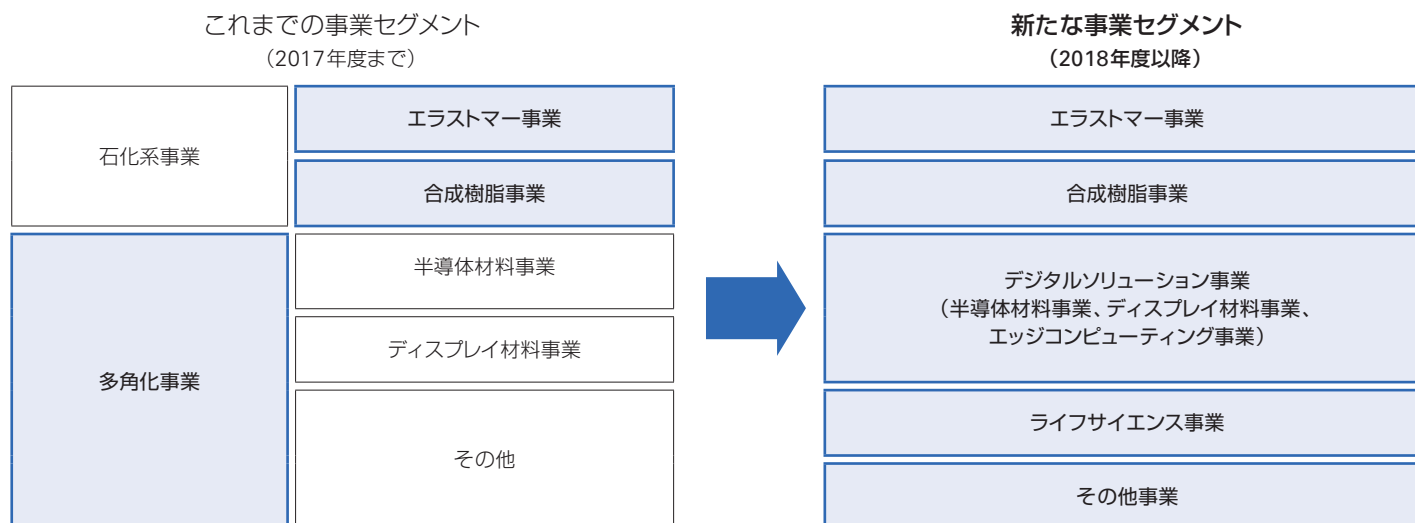 これまでの事業セグメント
（2017年度まで）
石化系事業
エラストマー事業
合成樹脂事業
多角化事業
半導体材料事業
ディスプレイ材料事業
その他
新たな事業セグメント
（2018年度以降）
エラストマー事業
合成樹脂事業
デジタルソリューション事業
（半導体材料事業、ディスプレイ材料事業、
エッジコンピューティング事業）
ライフサイエンス事業
その他事業